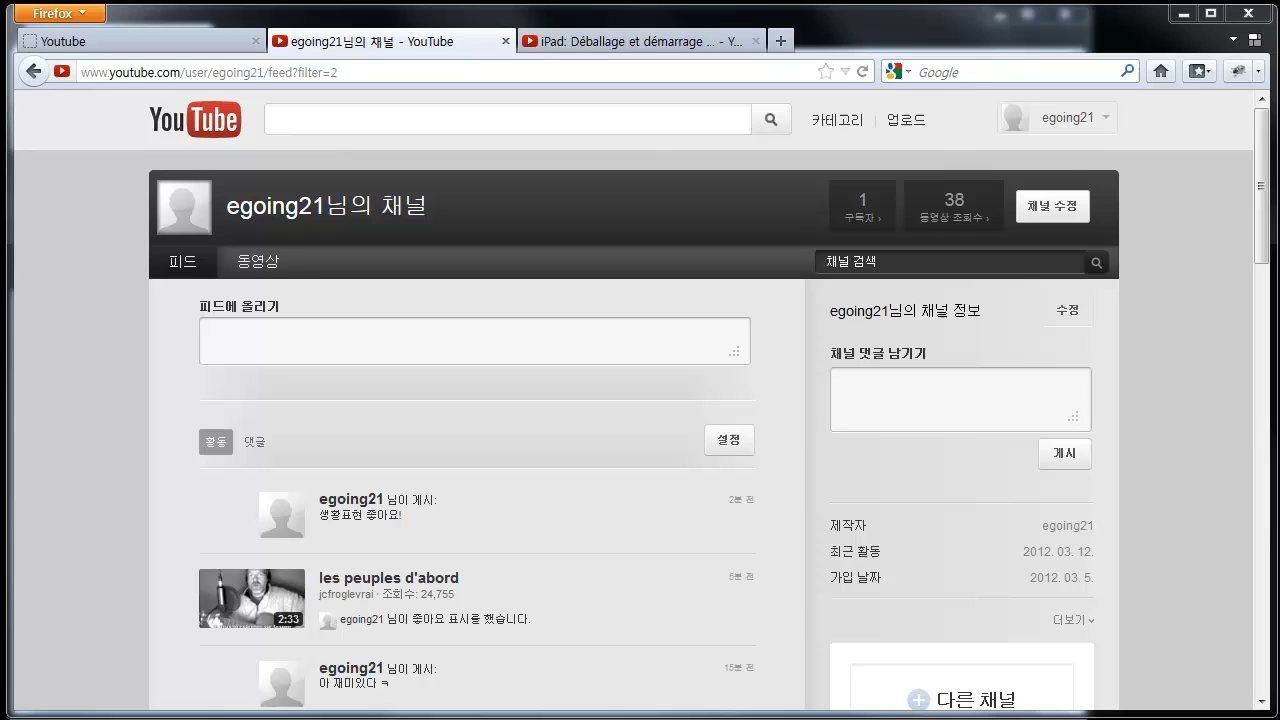 Firefox
Youtube
egoing21님의 채널 - YouTube
iPad: Déballage et démarrage ... - Y...
www.youtube.com/user/egoing21/feed?filter=2
Google
YouTube
카테고리
업로드
egoing21
egoing21님의 채널
1
구독자 ›
38
동영상 조회수 ›
채널 수정
피드
동영상
채널 검색
피드에 올리기
활동
댓글
설정
egoing21 님이 게시:
2분 전
생활표현 좋아요!
les peuples d'abord
5분 전
jcfroglevrai · 조회수: 24,755
2:33
egoing21 님이 좋아요 표시를 했습니다.
egoing21 님이 게시:
15분 전
아 재미있다 ㅋ
egoing21님의 채널 정보
수정
채널 댓글 남기기
게시
제작자
egoing21
최근 활동
2012. 03. 12.
가입 날짜
2012. 03. 5.
더보기
다른 채널